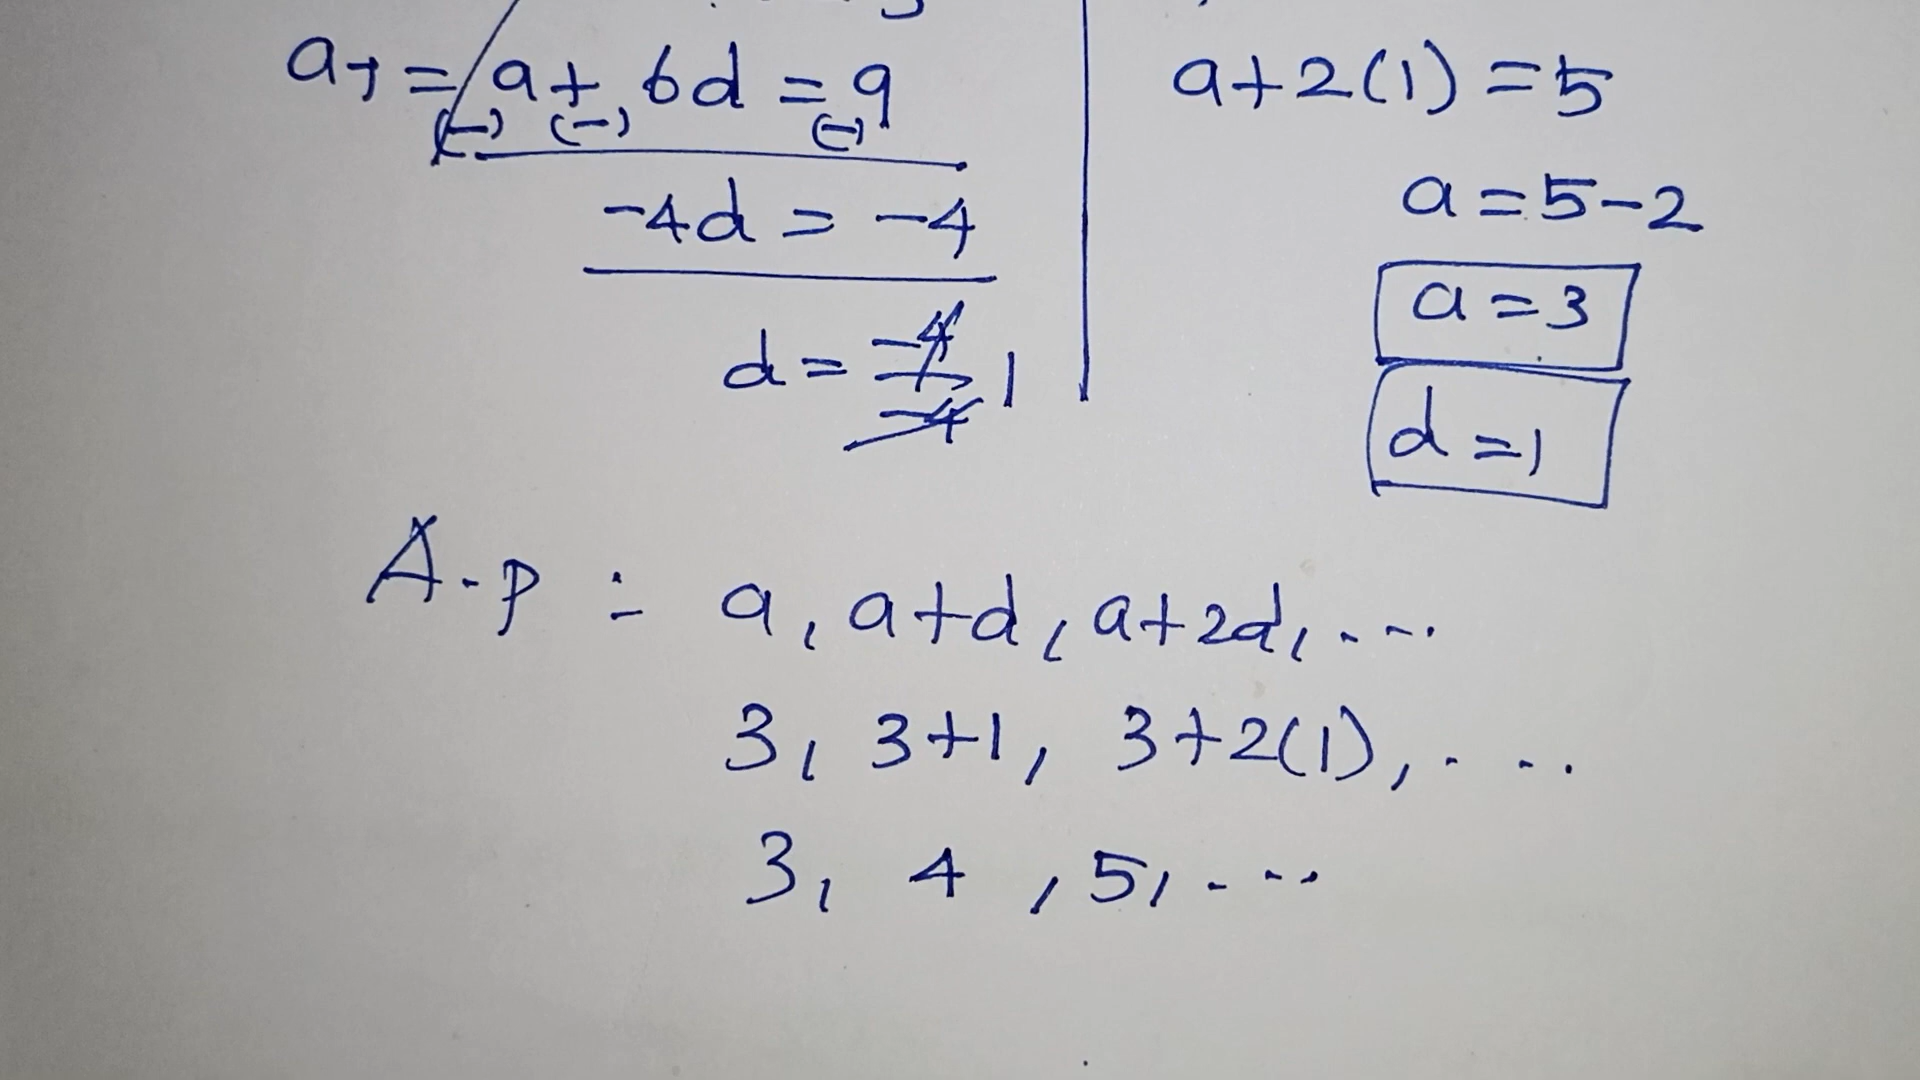 a7 = a + 6d = 9
(-) (-) (-)
-4d = -4
d = -4/-4 1
a+2(1) = 5
a = 5-2
a = 3
d = 1
A.P :- a, a+d, a+2d, ....
3, 3+1, 3+2(1), ....
3, 4, 5, ....